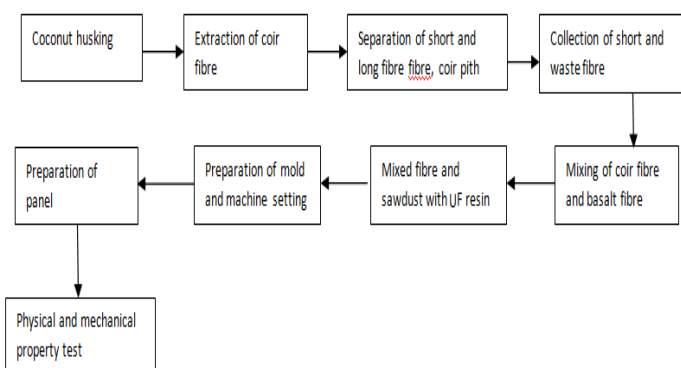 Coconut husking
Extraction of coir
fibre
Separation of short and
long fibre fibre, coir pith
Collection of short and
waste fibre
Mixing of coir fibre
and basalt fibre
Mixed fibre and
sawdust with UF resin
Preparation of mold
and machine setting
Preparation of
panel
Physical and mechanical
property test